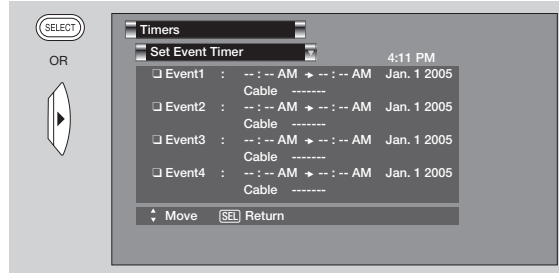 SELECT
OR
Timers
Set Event Timer
4:11 PM
❏ Event1 : -- : -- AM ➔ -- : -- AM Jan. 1 2005
Cable -------
❏ Event2 : -- : -- AM ➔ -- : -- AM Jan. 1 2005
Cable -------
❏ Event3 : -- : -- AM ➔ -- : -- AM Jan. 1 2005
Cable -------
❏ Event4 : -- : -- AM ➔ -- : -- AM Jan. 1 2005
Cable -------
Move SEL Return